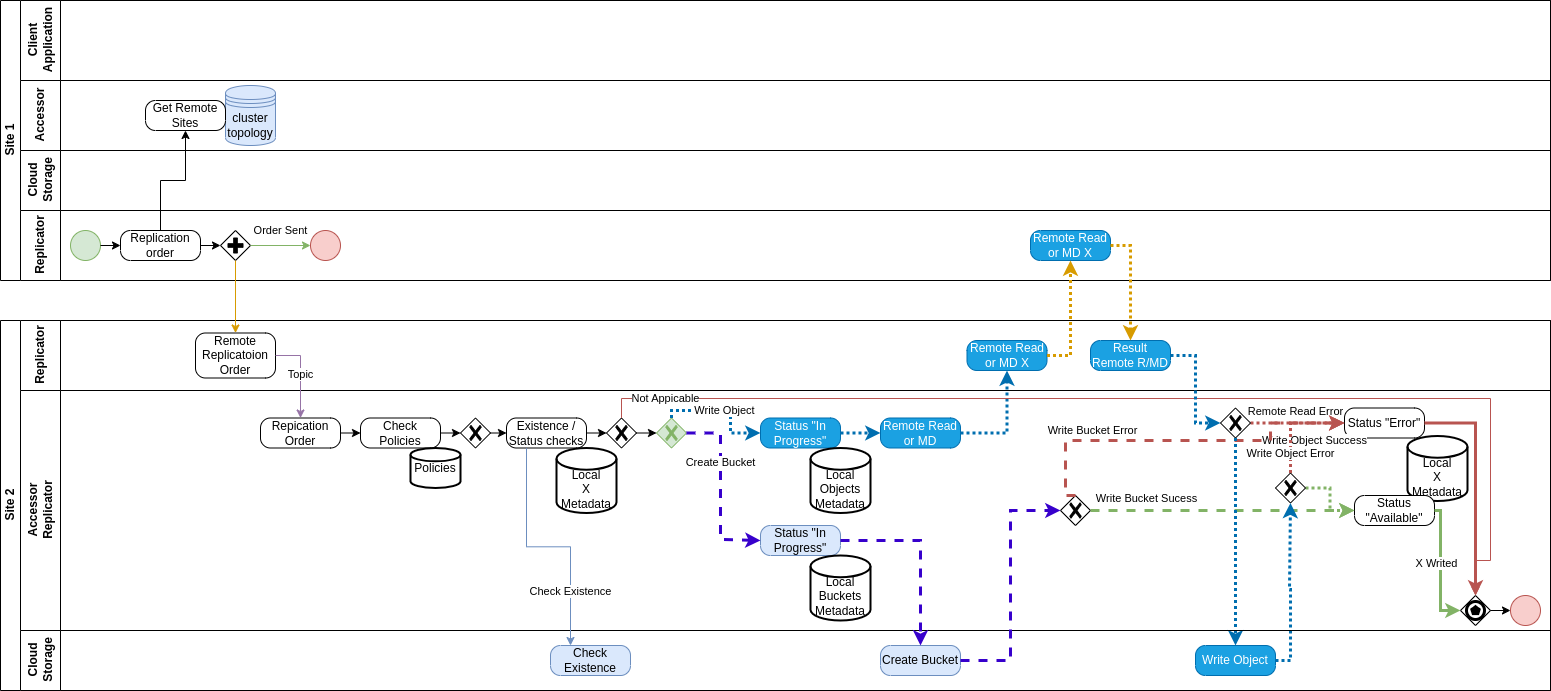 Site 1
Client
Application
Accessor
Get Remote
Sites
cluster
topology
Cloud
Storage
Replicator
Replication
order
Order Sent
Remote Read
or MD X
Site 2
Replicator
Remote
Replicatoion
Order
Topic
Remote Read
or MD X
Result
Remote R/MD
Accessor
Replicator
Repication
Order
Check
Policies
Policies
Existence /
Status checks
Local
X
Metadata
Not Appicable
Write Object
Create Bucket
Status "In
Progress"
Local
Objects
Metadata
Remote Read
or MD
Status "In
Progress"
Local
Buckets
Metadata
Check Existence
Write Bucket Error
Write Bucket Sucess
Remote Read Error
Write Object Success
Write Object Error
Status "Error"
Local
X
Metadata
Status
"Available"
X Writed
Cloud
Storage
Check
Existence
Create Bucket
Write Object